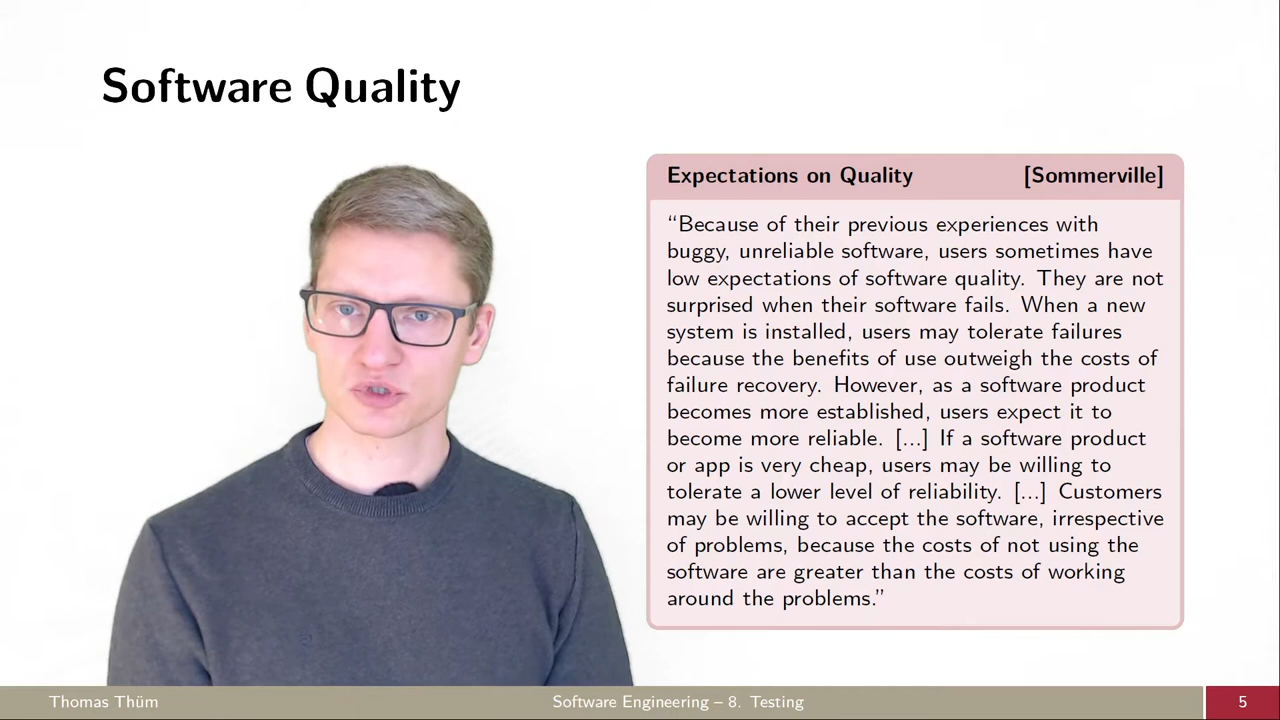 Software Quality
Expectations on Quality [Sommerville]
“Because of their previous experiences with
buggy, unreliable software, users sometimes have
low expectations of software quality. They are not
surprised when their software fails. When a new
system is installed, users may tolerate failures
because the benefits of use outweigh the costs of
failure recovery. However, as a software product
becomes more established, users expect it to
become more reliable. [...] If a software product
or app is very cheap, users may be willing to
tolerate a lower level of reliability. [...] Customers
may be willing to accept the software, irrespective
of problems, because the costs of not using the
software are greater than the costs of working
around the problems.”
Thomas Thüm Software Engineering – 8. Testing 5